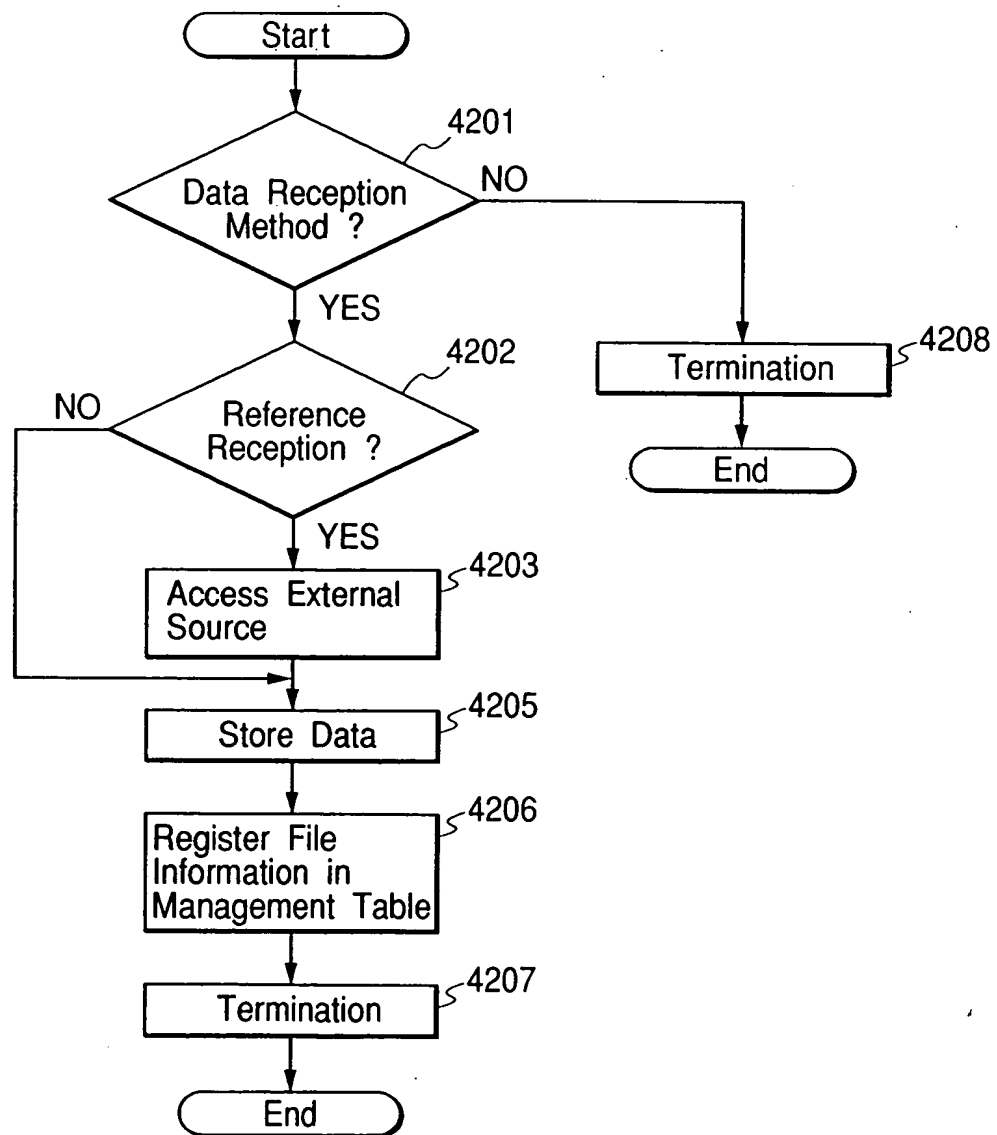 Start
4201
Data Reception
Method ?
NO
YES
4202
Reference
Reception ?
NO
4208
Termination
End
YES
4203
Access External
Source
4205
Store Data
4206
Register File
Information in
Management Table
4207
Termination
End